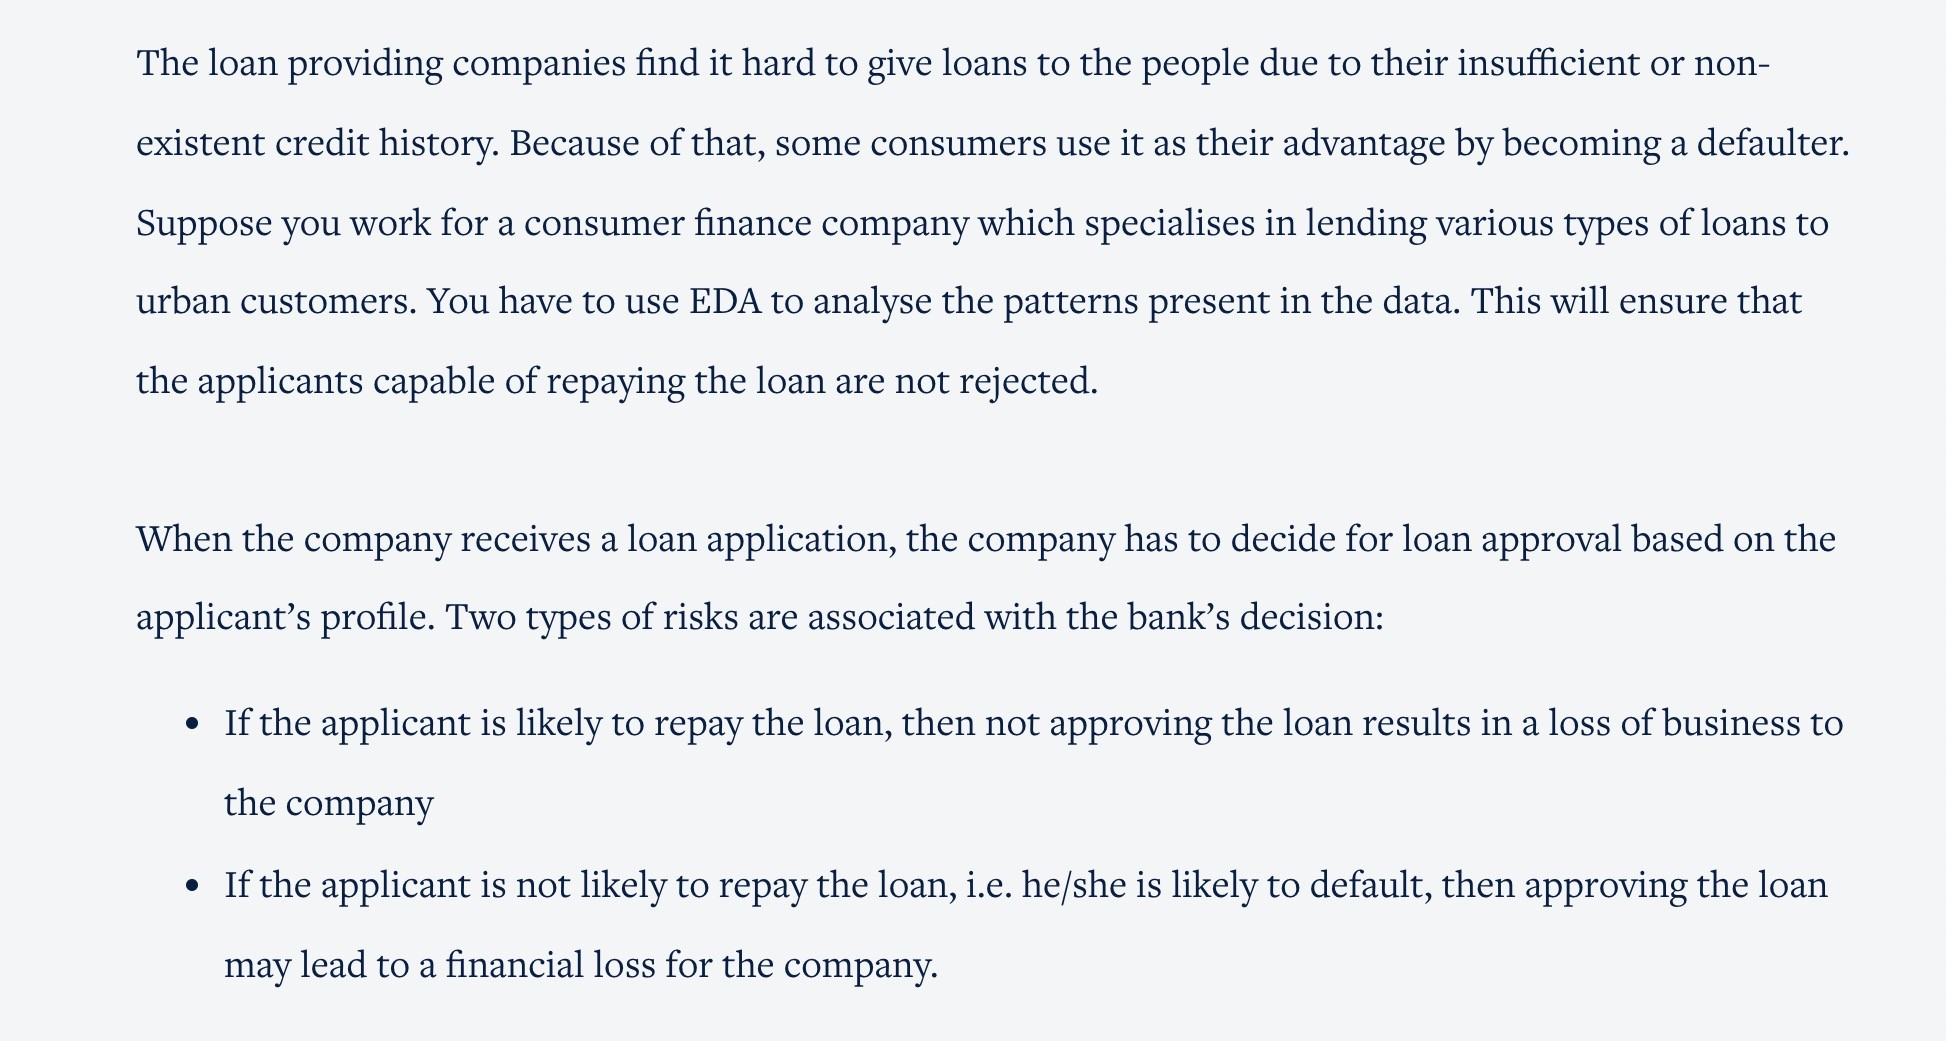 The loan providing companies find it hard to give loans to the people due to their insufficient or non-
existent credit history. Because of that, some consumers use it as their advantage by becoming a defaulter.
Suppose you work for a consumer finance company which specialises in lending various types of loans to
urban customers. You have to use EDA to analyse the patterns present in the data. This will ensure that
the applicants capable of repaying the loan are not rejected.
When the company receives a loan application, the company has to decide for loan approval based on the
applicant’s profile. Two types of risks are associated with the bank’s decision:
• If the applicant is likely to repay the loan, then not approving the loan results in a loss of business to
the company
• If the applicant is not likely to repay the loan, i.e. he/she is likely to default, then approving the loan
may lead to a financial loss for the company.